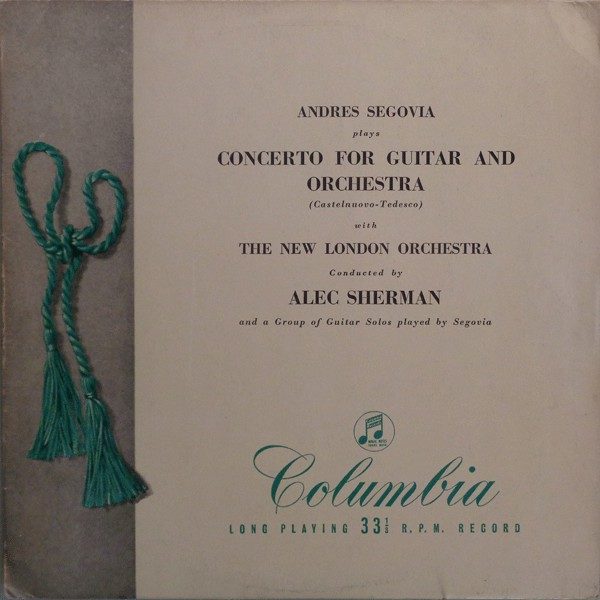 ANDRES SEGOVIA
plays
CONCERTO FOR GUITAR AND
ORCHESTRA
(Castelnuovo-Tedesco)
with
THE NEW LONDON ORCHESTRA
Conducted by
ALEC SHERMAN
and a Group of Guitar Solos played by Segovia
Columbia
LONG PLAYING 33⅓ R.P.M. RECORD